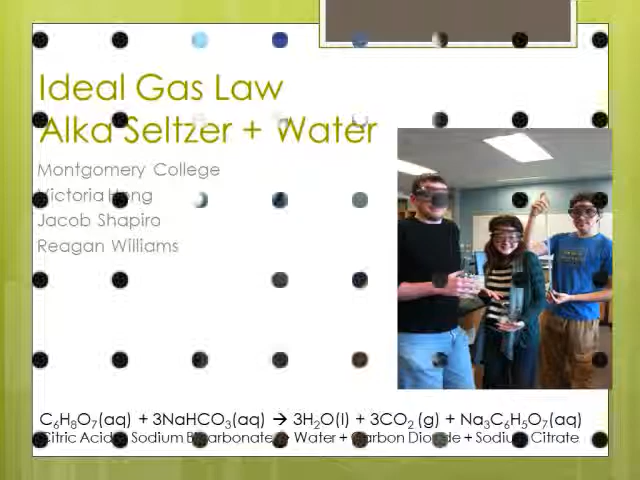 Ideal Gas Law
Alka Seltzer + Water
Montgomery College
Victoria
Jacob Shapiro
Reagan Williams
C₆H₈O₇(aq) + 3NaHCO₃(aq) → 3H₂O(l) + 3CO₂ (g) + Na₃C₆H₅O₇(aq)
Citric Acid + Sodium Bicarbonate → Water + Carbon Dioxide + Sodium Citrate